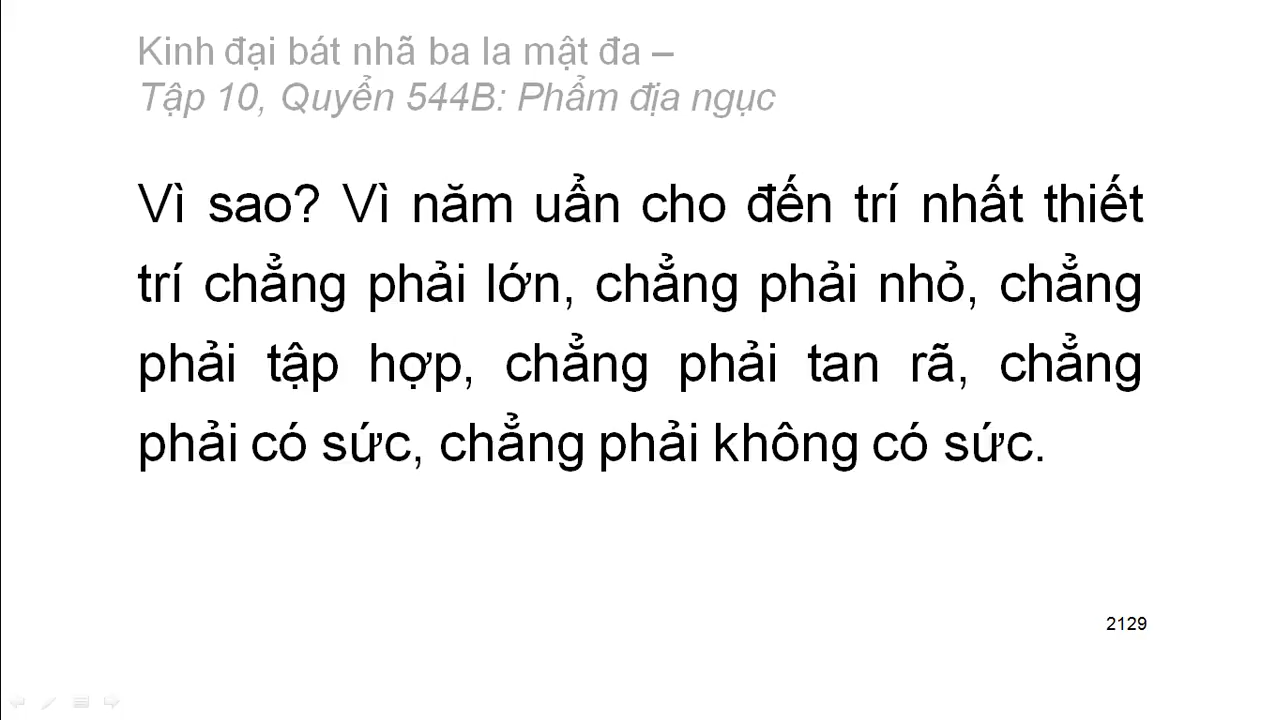 Kinh đại bát nhã ba la mật đa –
Tập 10, Quyển 544B: Phẩm địa ngục
Vì sao? Vì năm uẩn cho đến trí nhất thiết
trí chẳng phải lớn, chẳng phải nhỏ, chẳng
phải tập hợp, chẳng phải tan rã, chẳng
phải có sức, chẳng phải không có sức.
2129